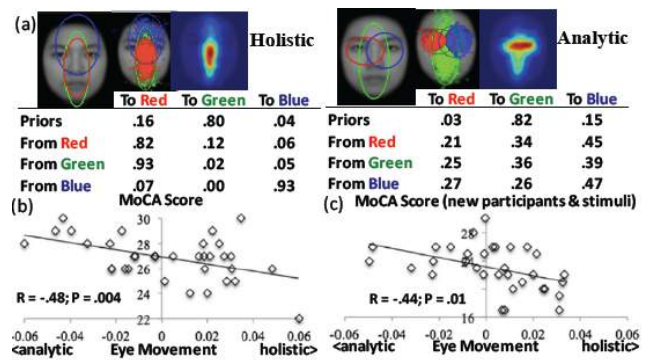 (a)
Holistic
To Red To Green To Blue
Priors .16 .80 .04
From Red .82 .12 .06
From Green .93 .02 .05
From Blue .07 .00 .93
Analytic
To Red To Green To Blue
Priors .03 .82 .15
From Red .21 .34 .45
From Green .25 .36 .39
From Blue .27 .26 .47
(b) MoCA Score
30
28
26
24
22
R = -.48; P = .004
-0.06 -0.04 -0.02 0 0.02 0.04 0.06
<analytic Eye Movement holistic>
(c) MoCA Score (new participants & stimuli)
28
16
R = -.44; P = .01
-0.06 -0.04 -0.02 0 0.02 0.04 0.06
<analytic Eye Movement holistic>